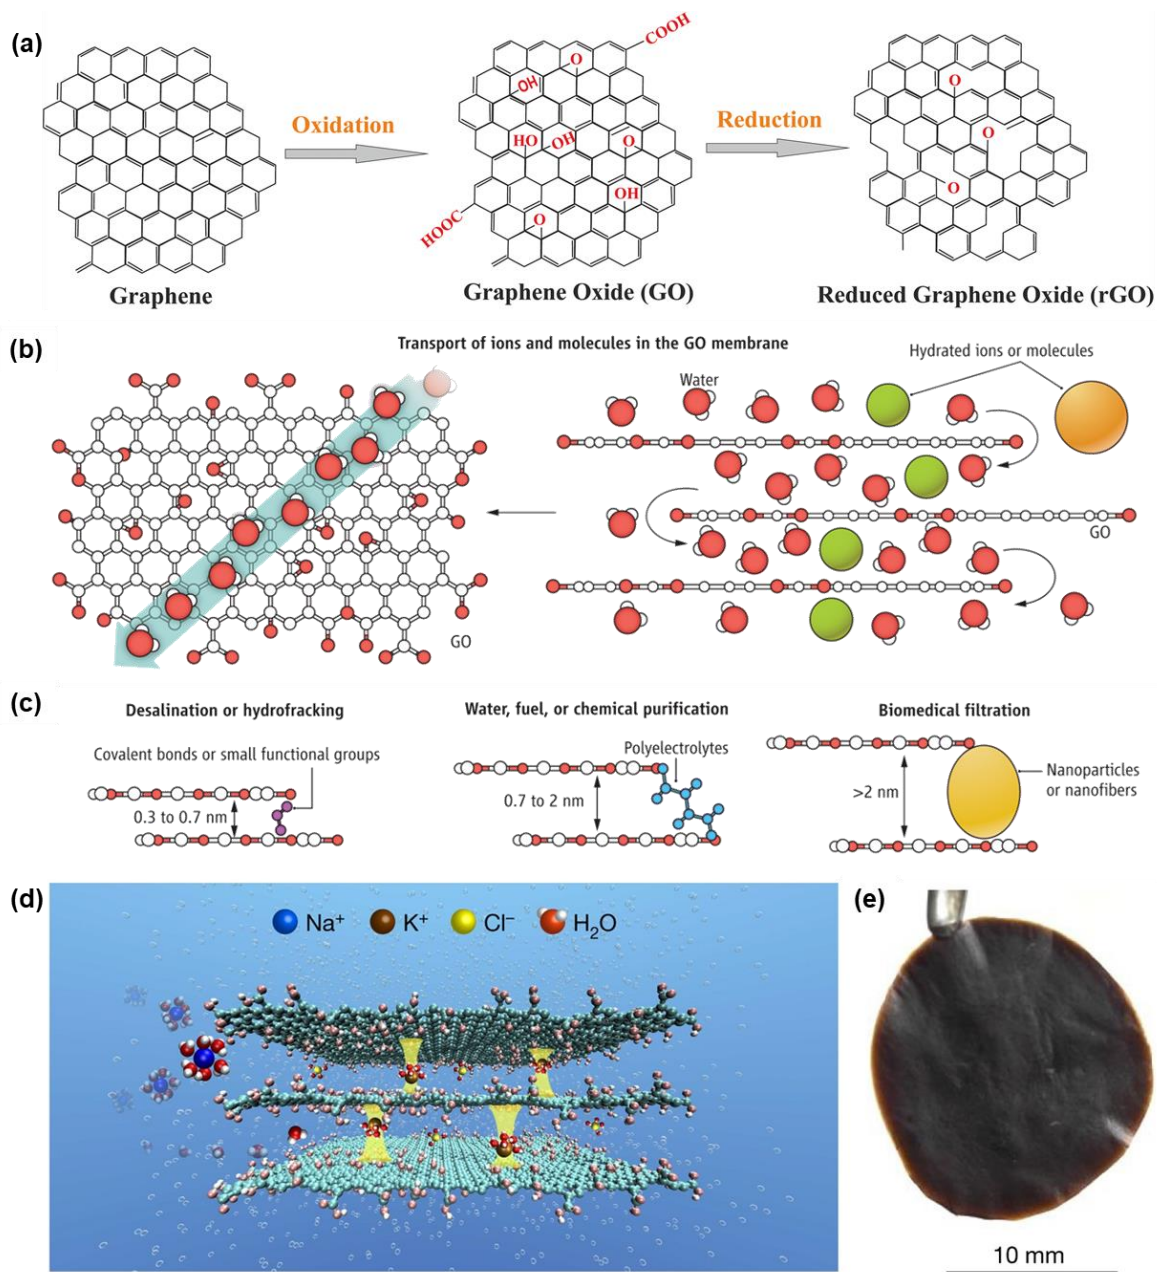 (a)
COOH
O
OH
Oxidation
HO
OH
O
OH
HOOC
O
Reduction
O
O
O
Graphene
Graphene Oxide (GO)
Reduced Graphene Oxide (rGO)
(b)
Transport of ions and molecules in the GO membrane
Hydrated ions or molecules
Water
GO
GO
(c)
Desalination or hydrofracking
Water, fuel, or chemical purification
Biomedical filtration
Covalent bonds or small functional groups
0.3 to 0.7 nm
Polyelectrolytes
0.7 to 2 nm
>2 nm
Nanoparticles
or nanofibers
(d)
Na⁺
K⁺
Cl⁻
H₂O
(e)
10 mm